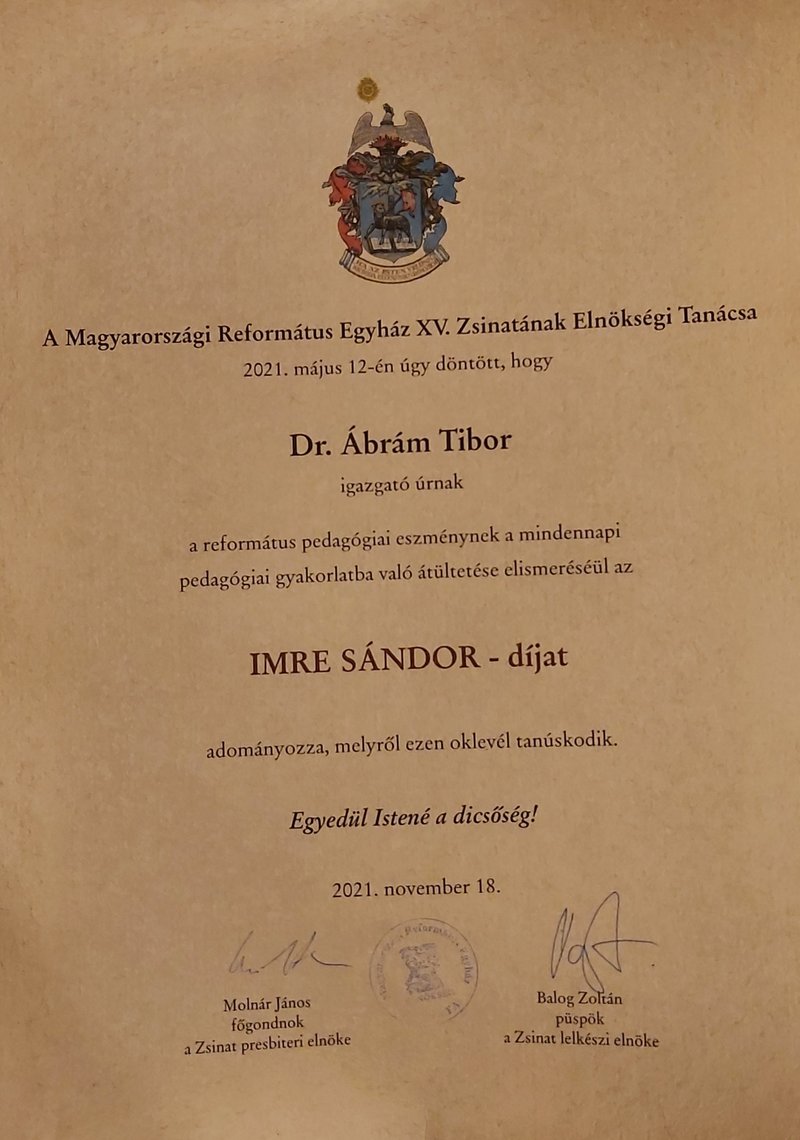 A Magyarországi Református Egyház XV. Zsinatának Elnökségi Tanácsa
2021. május 12-én úgy döntött, hogy
Dr. Ábrám Tibor
igazgató úrnak
a református pedagógiai eszménynek a mindennapi
pedagógiai gyakorlatba való átültetése elismeréséül az
IMRE SÁNDOR - díjat
adományozza, melyről ezen oklevél tanúskodik.
Egyedül Istené a dicsőség!
2021. november 18.
Molnár János
főgondnok
a Zsinat presbiteri elnöke
Balog Zoltán
püspök
a Zsinat lelkészi elnöke